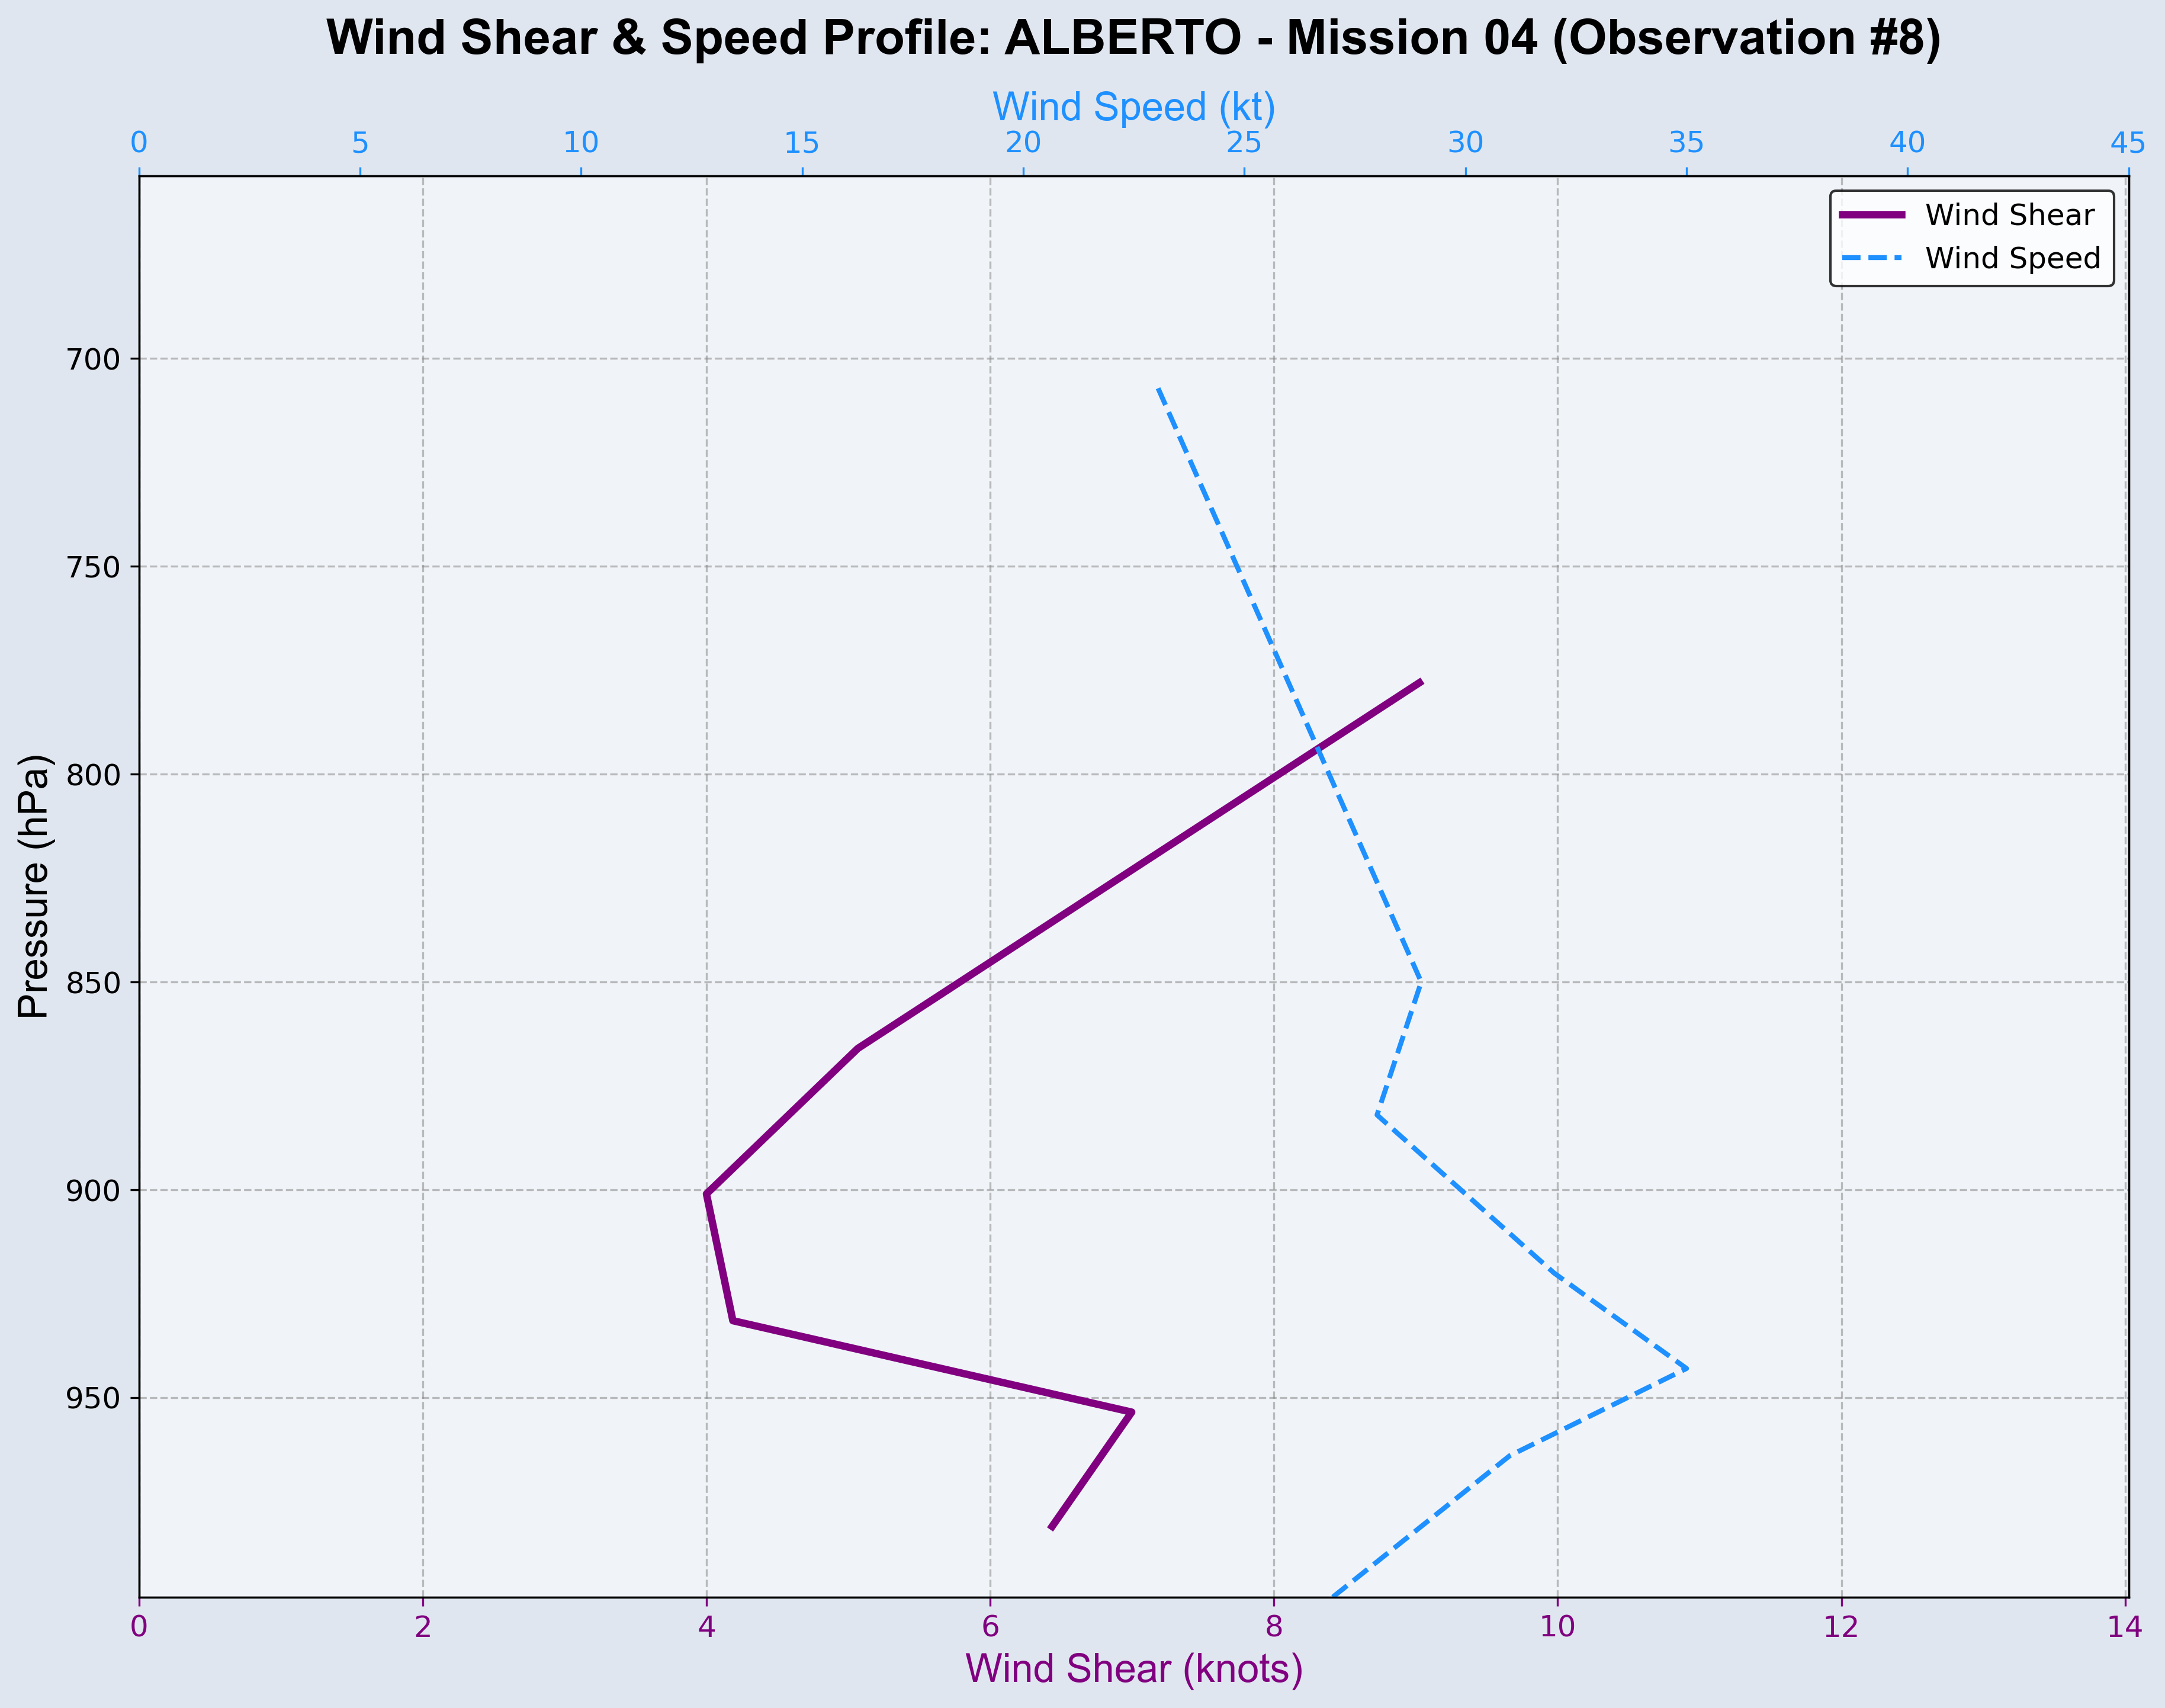 Wind Shear & Speed Profile: ALBERTO - Mission 04 (Observation #8)
Wind Speed (kt)
0 5 10 15 20 25 30 35 40 45
Wind Shear
Wind Speed
700
750
800
850
900
950
Pressure (hPa)
0 2 4 6 8 10 12 14
Wind Shear (knots)